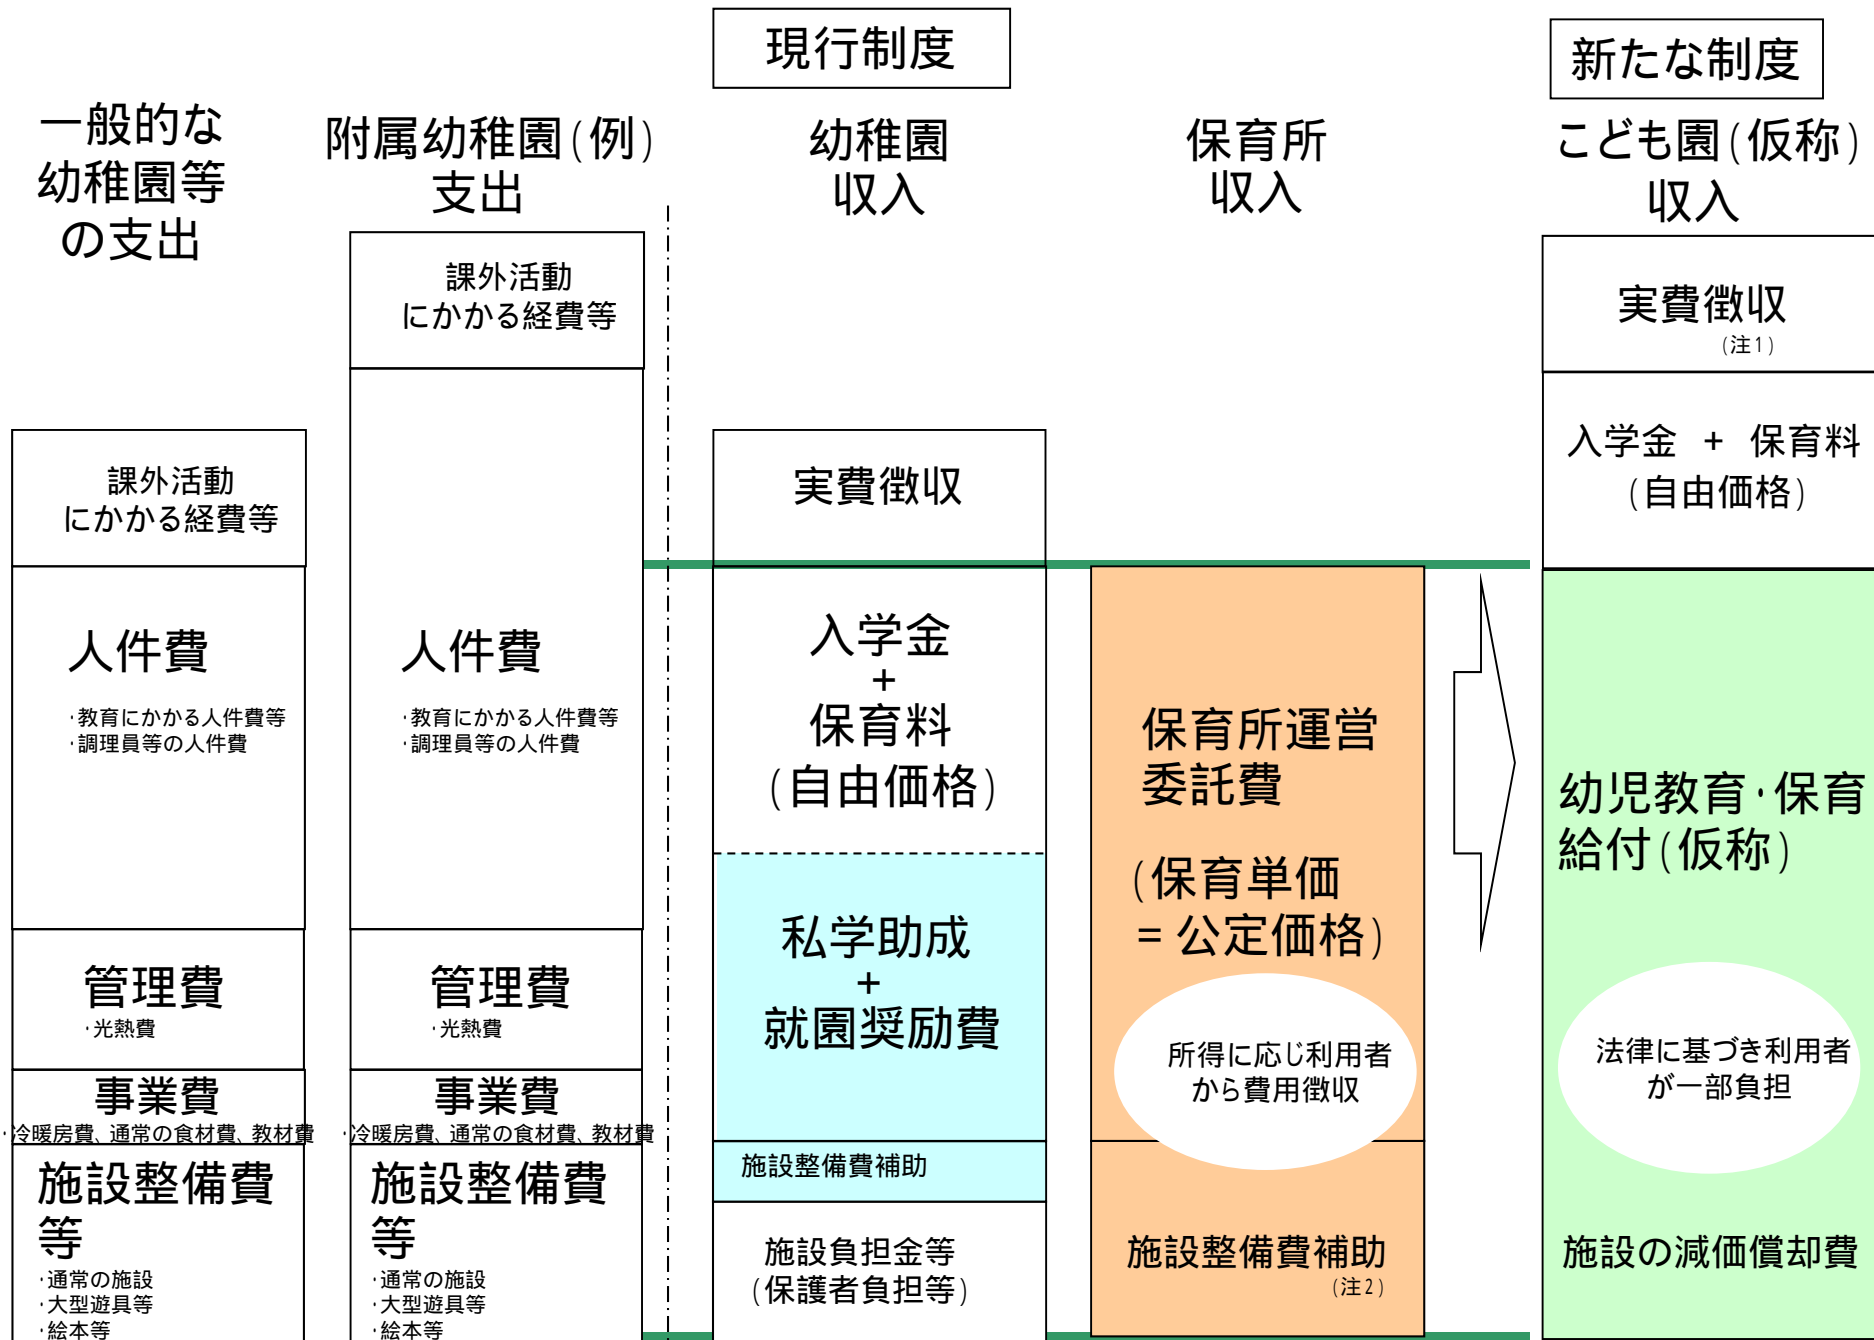 現行制度
新たな制度
一般的な
幼稚園等
の支出
附属幼稚園(例)
支出
幼稚園
収入
保育所
収入
こども園(仮称)
収入
課外活動
にかかる経費等
人件費
・教育にかかる人件費等
・調理員等の人件費
管理費
・光熱費
事業費
・冷暖房費、通常の食材費、教材費
施設整備費
等
・通常の施設
・大型遊具等
・絵本等
課外活動
にかかる経費等
人件費
・教育にかかる人件費等
・調理員等の人件費
管理費
・光熱費
事業費
・冷暖房費、通常の食材費、教材費
施設整備費
等
・通常の施設
・大型遊具等
・絵本等
実費徴収
入学金
+
保育料
(自由価格)
私学助成
+
就園奨励費
施設整備費補助
施設負担金等
(保護者負担等)
保育所運営
委託費
(保育単価
=公定価格)
所得に応じ利用者
から費用徴収
施設整備費補助
(注2)
実費徴収
(注1)
入学金 + 保育料
(自由価格)
幼児教育・保育
給付(仮称)
法律に基づき利用者
が一部負担
施設の減価償却費